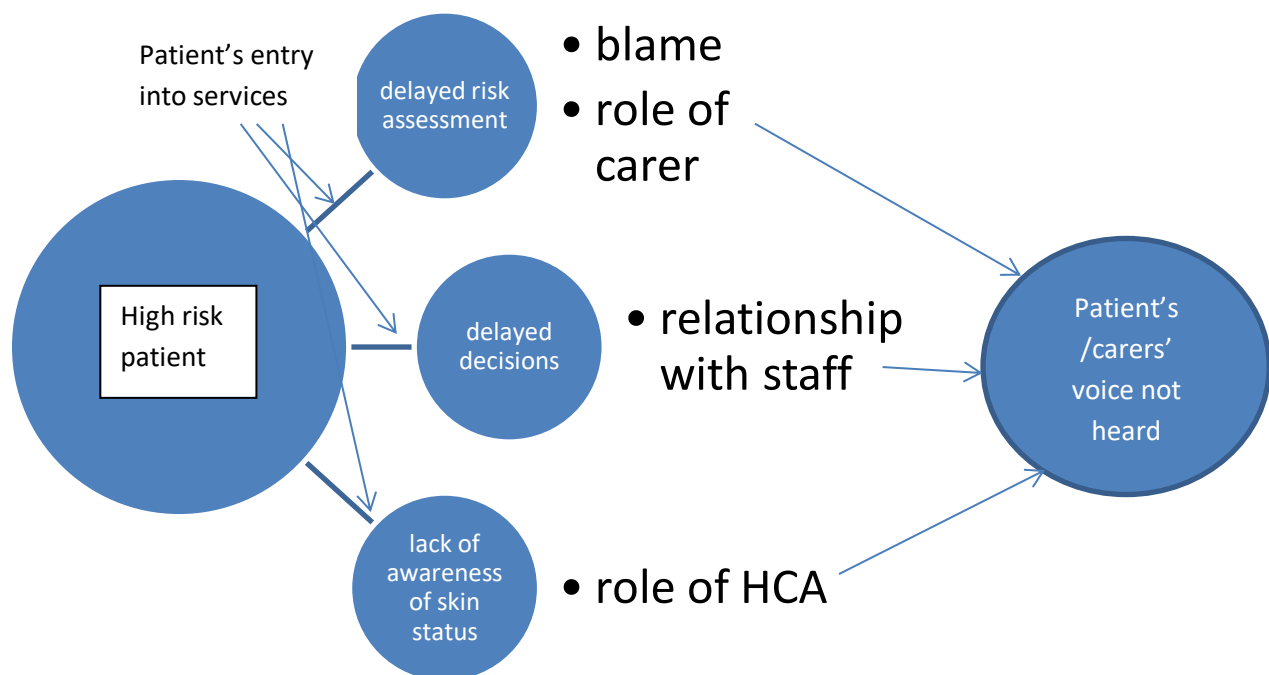 Patient’s entry
into services
delayed risk
assessment
• blame
• role of
carer
High risk
patient
delayed
decisions
• relationship
with staff
Patient’s
/carers’
voice not
heard
lack of
awareness
of skin
status
• role of HCA